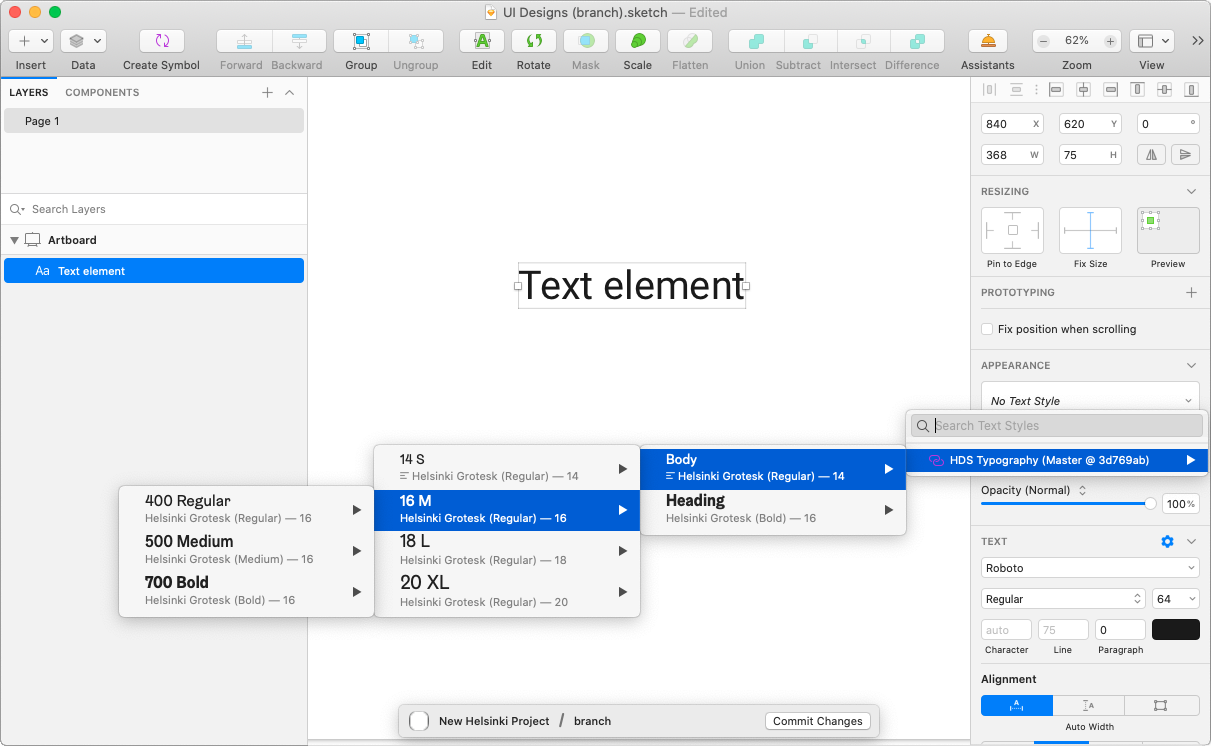 UI Designs (branch).sketch — Edited
62%
Insert
Data
Create Symbol
Forward
Backward
Group
Ungroup
Edit
Rotate
Mask
Scale
Flatten
Union
Subtract
Intersect
Difference
Assistants
Zoom
View
LAYERS
COMPONENTS
Page 1
Search Layers
Artboard
Aa Text element
Text element
840 X
620 Y
0 °
368 W
75 H
RESIZING
Pin to Edge
Fix Size
Preview
PROTOTYPING
Fix position when scrolling
APPEARANCE
No Text Style
Search Text Styles
HDS Typography (Master @ 3d769ab)
Body
Helsinki Grotesk (Regular) — 14
Heading
Helsinki Grotesk (Bold) — 16
14 S
Helsinki Grotesk (Regular) — 14
16 M
Helsinki Grotesk (Regular) — 16
18 L
Helsinki Grotesk (Regular) — 18
20 XL
Helsinki Grotesk (Regular) — 20
400 Regular
Helsinki Grotesk (Regular) — 16
500 Medium
Helsinki Grotesk (Medium) — 16
700 Bold
Helsinki Grotesk (Bold) — 16
Opacity (Normal)
100%
TEXT
Roboto
Regular
64
auto
75
0
Character
Line
Paragraph
Alignment
A
A
Auto Width
New Helsinki Project / branch
Commit Changes